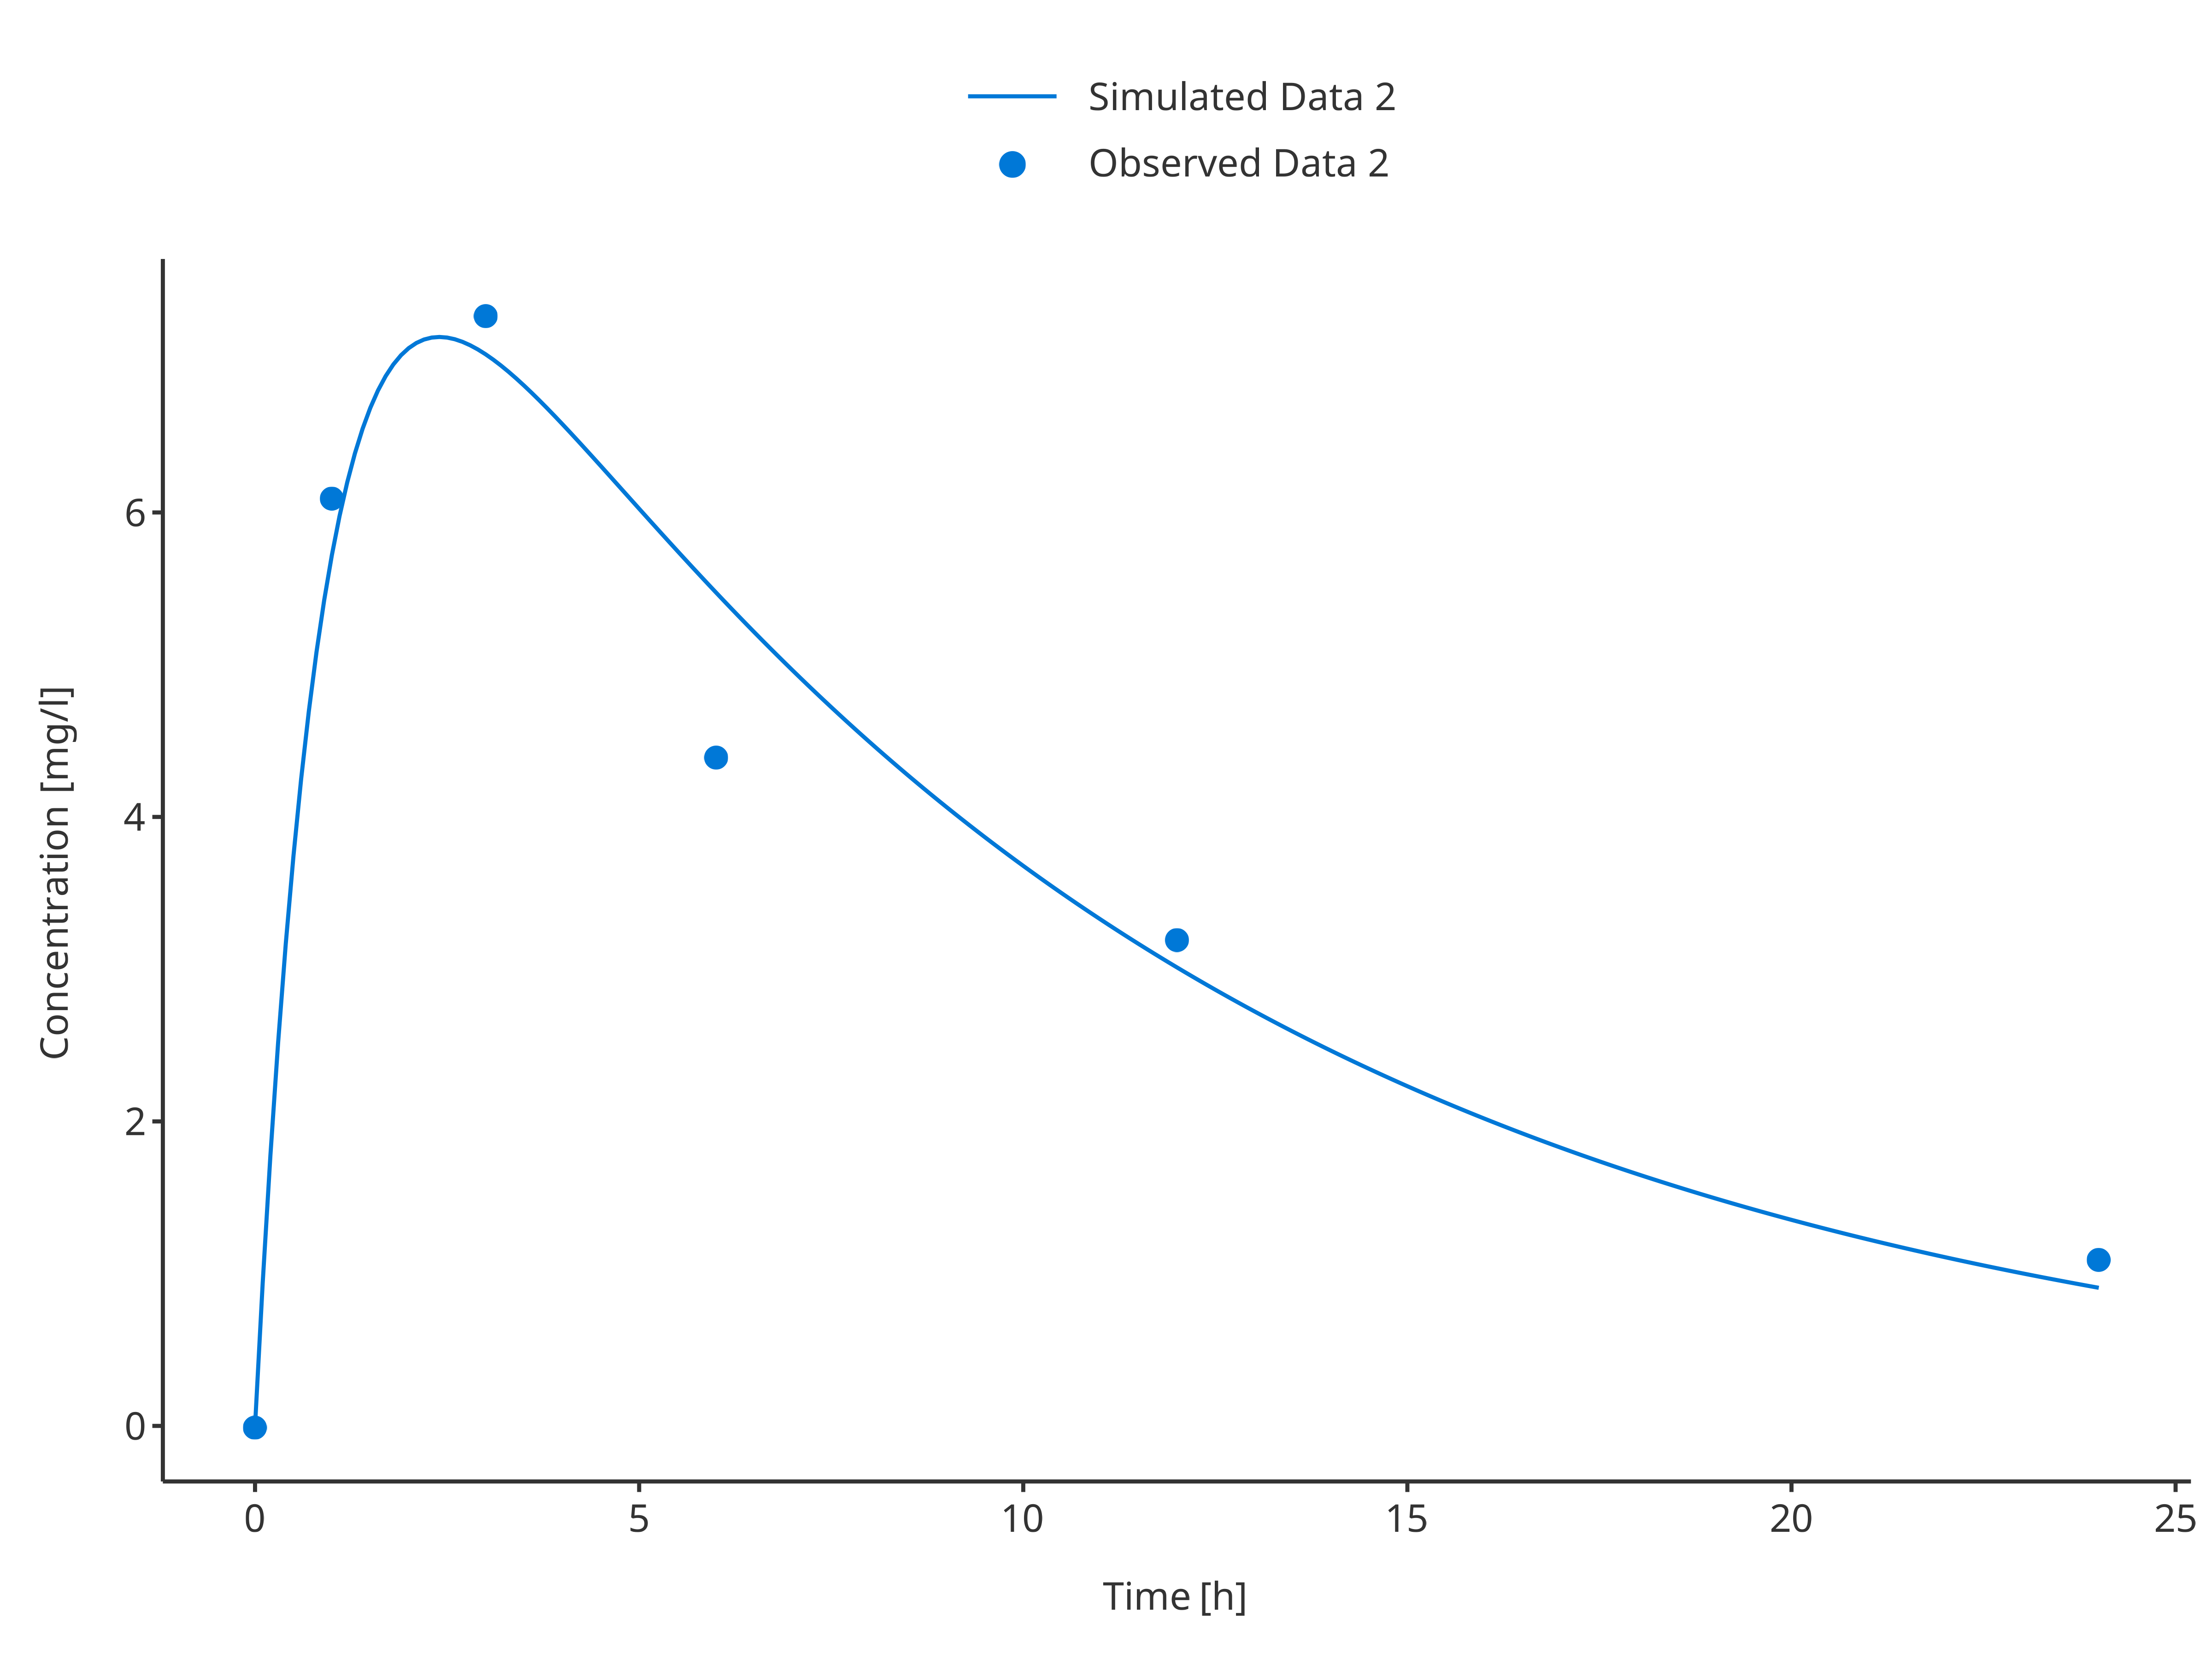 Simulated Data 2
Observed Data 2
Concentration [mg/l]
6
4
2
0
0 5 10 15 20 25
Time [h]